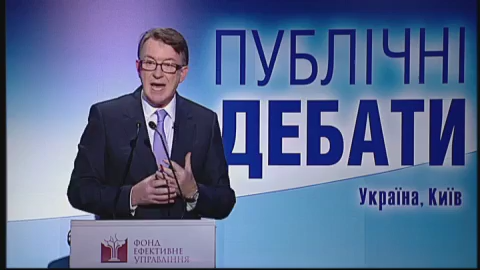 ПУБЛІЧНІ
ДЕБАТИ
Україна, Київ
ФОНД
ЕФЕКТИВНЕ
УПРАВЛІННЯ